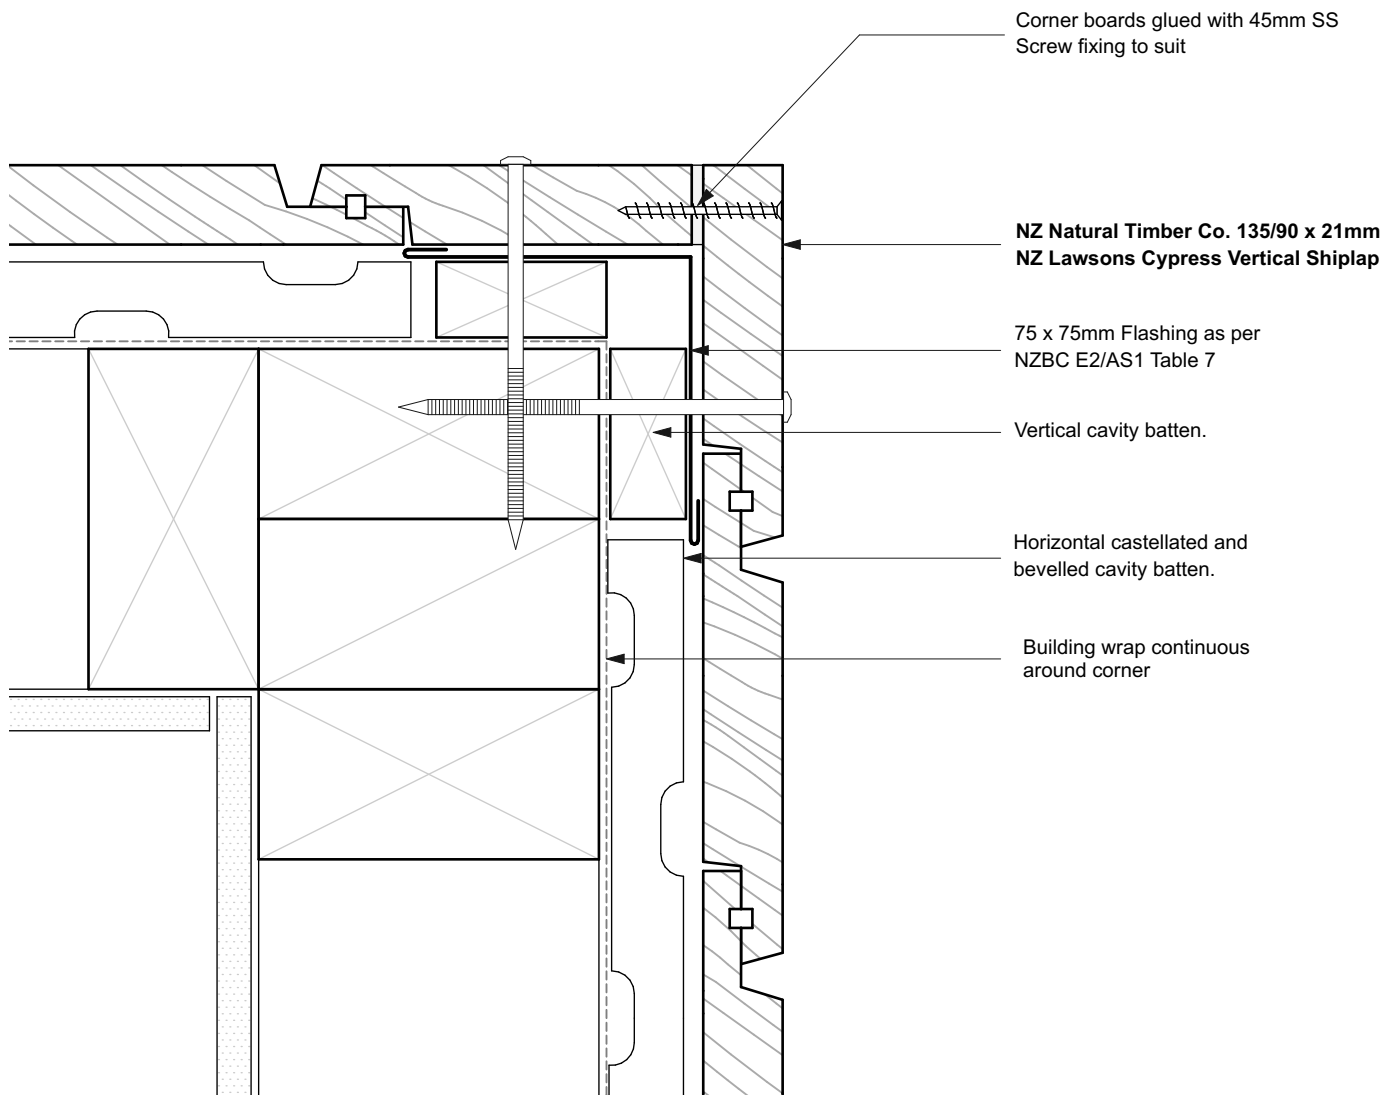 Corner boards glued with 45mm SS
Screw fixing to suit
NZ Natural Timber Co. 135/90 x 21mm
NZ Lawsons Cypress Vertical Shiplap
75 x 75mm Flashing as per
NZBC E2/AS1 Table 7
Vertical cavity batten.
Horizontal castellated and
bevelled cavity batten.
Building wrap continuous
around corner